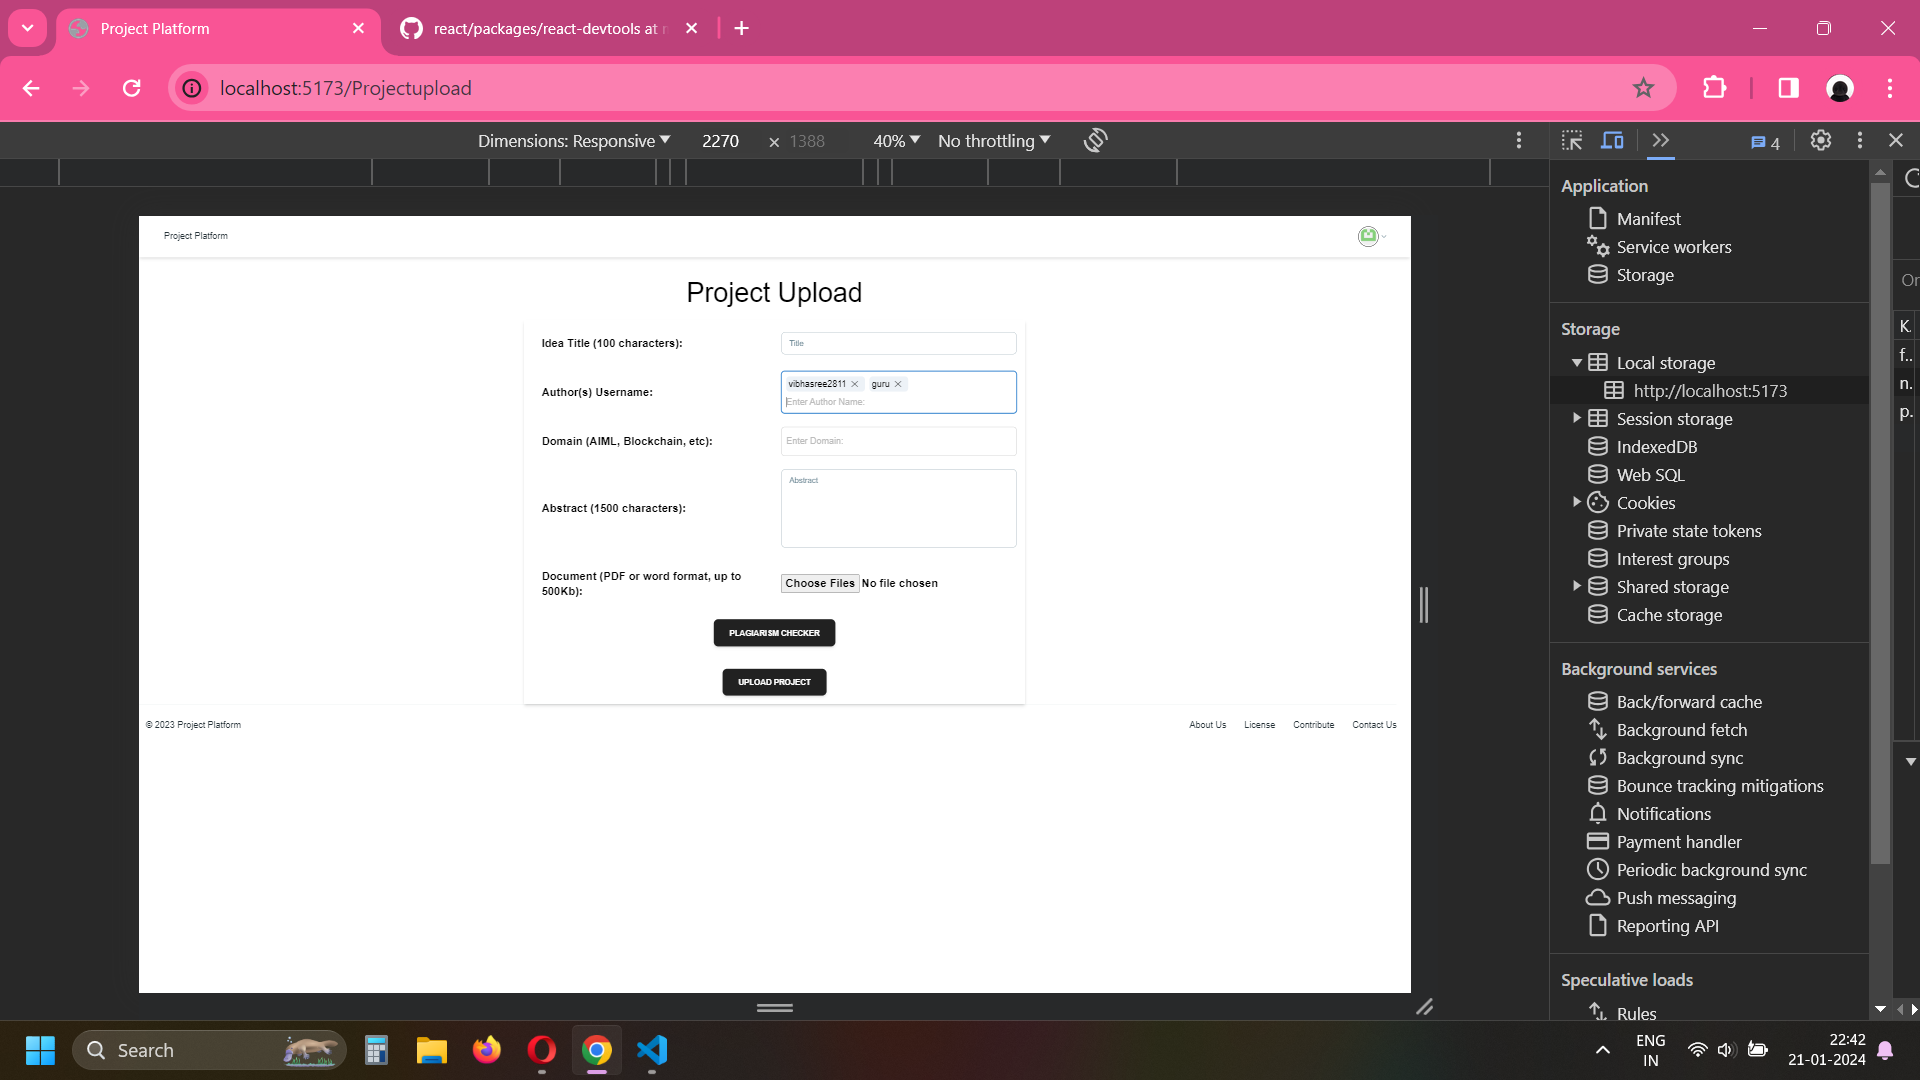 Project Platform
react/packages/react-devtools at
localhost:5173/Projectupload
Dimensions: Responsive
2270
×
1388
40%
No throttling
4
Project Platform
Project Upload
Idea Title (100 characters):
Title
Author(s) Username:
vibhasree2811
guru
Enter Author Name:
Domain (AIML, Blockchain, etc):
Enter Domain:
Abstract (1500 characters):
Abstract
Document (PDF or word format, up to
500Kb):
Choose Files No file chosen
PLAGIARISM CHECKER
UPLOAD PROJECT
© 2023 Project Platform
About Us
License
Contribute
Contact Us
Application
Manifest
Service workers
Storage
Storage
Local storage
http://localhost:5173
Session storage
IndexedDB
Web SQL
Cookies
Private state tokens
Interest groups
Shared storage
Cache storage
Background services
Back/forward cache
Background fetch
Background sync
Bounce tracking mitigations
Notifications
Payment handler
Periodic background sync
Push messaging
Reporting API
Speculative loads
Rules
Or
K.
f..
n.
p.
Search
ENG
IN
22:42
21-01-2024